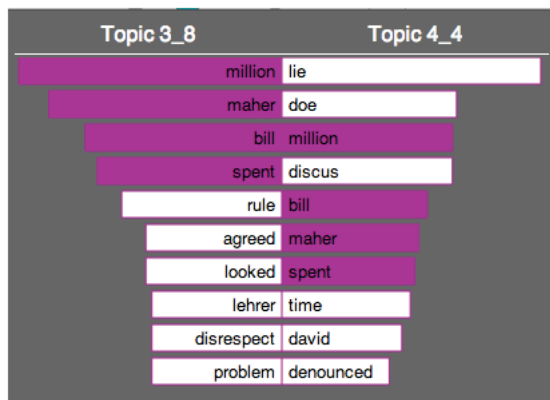 Topic 3_8 Topic 4_4
million lie
maher doe
bill million
spent discus
rule bill
agreed maher
looked spent
lehrer time
disrespect david
problem denounced